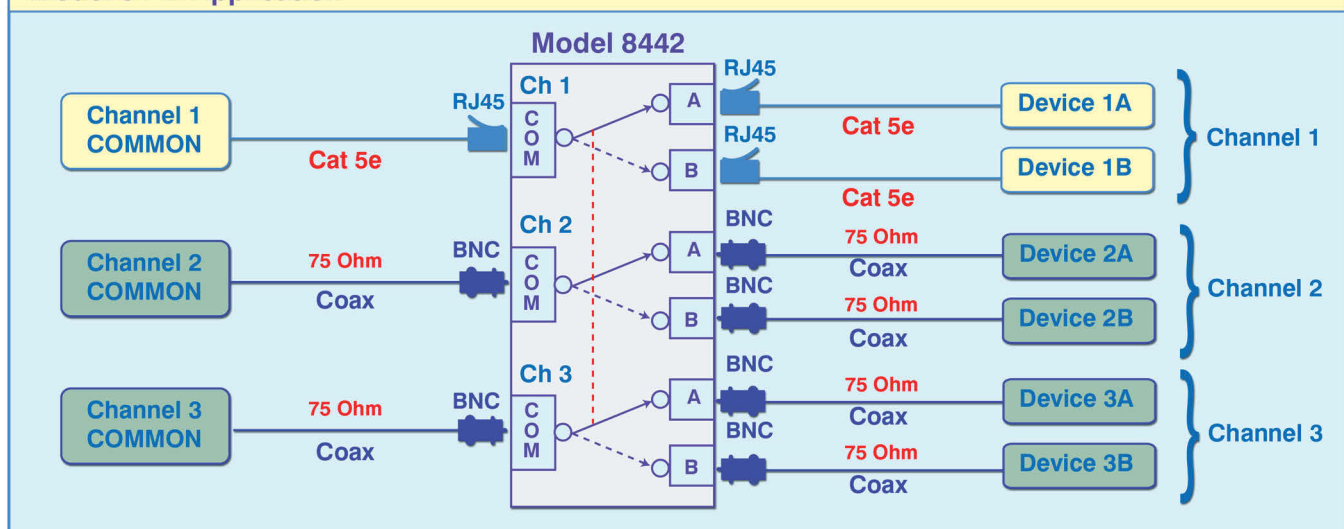 Model 8442
Ch 1
RJ45
Channel 1
COMMON
Cat 5e
COM
A
B
RJ45
Cat 5e
Device 1A
RJ45
Cat 5e
Device 1B
Channel 1
Ch 2
BNC
Channel 2
COMMON
75 Ohm
Coax
COM
A
B
BNC
75 Ohm
Coax
Device 2A
BNC
75 Ohm
Coax
Device 2B
Channel 2
Ch 3
BNC
Channel 3
COMMON
75 Ohm
Coax
COM
A
B
BNC
75 Ohm
Coax
Device 3A
BNC
75 Ohm
Coax
Device 3B
Channel 3